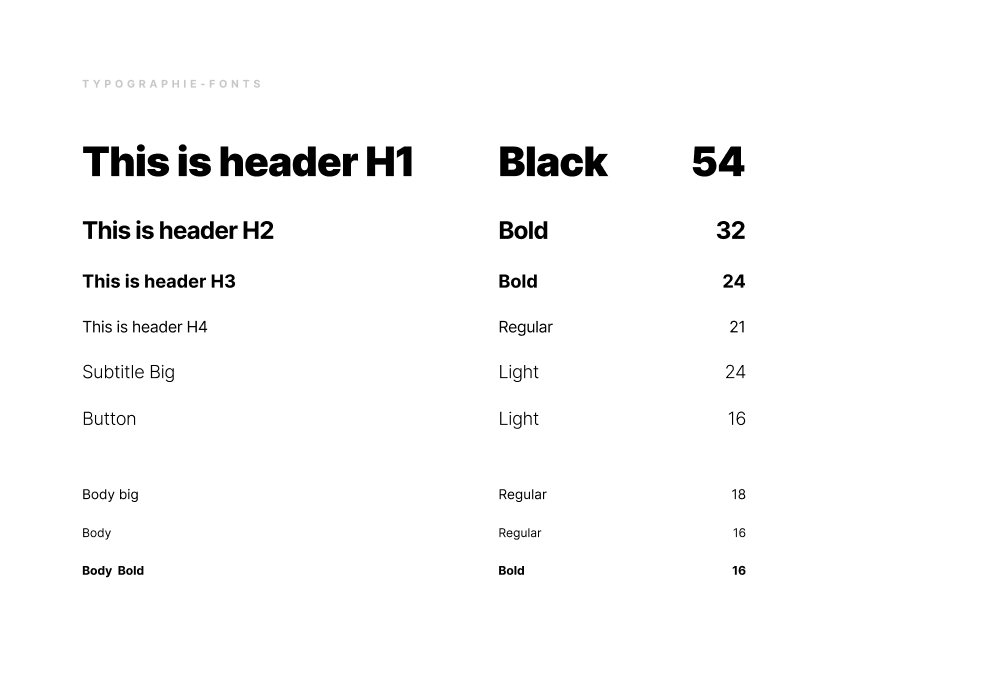 TYPOGRAPHIE-FONTS
This is header H1 Black 54
This is header H2 Bold 32
This is header H3 Bold 24
This is header H4 Regular 21
Subtitle Big Light 24
Button Light 16
Body big Regular 18
Body Regular 16
Body Bold Bold 16